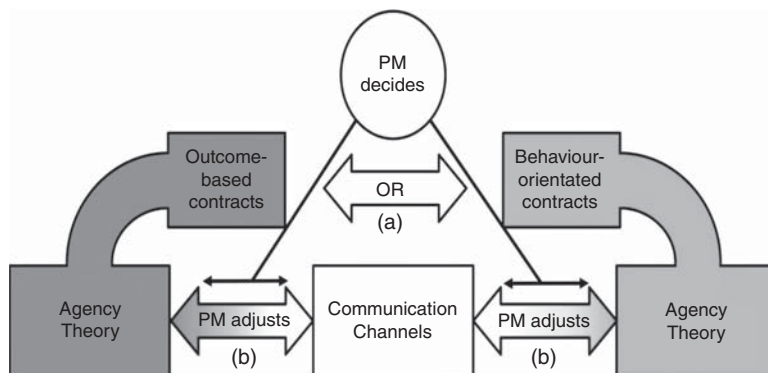 PM
decides
Outcome-
based
contracts
OR
(a)
Behaviour-
orientated
contracts
Agency
Theory
PM adjusts
(b)
Communication
Channels
PM adjusts
(b)
Agency
Theory